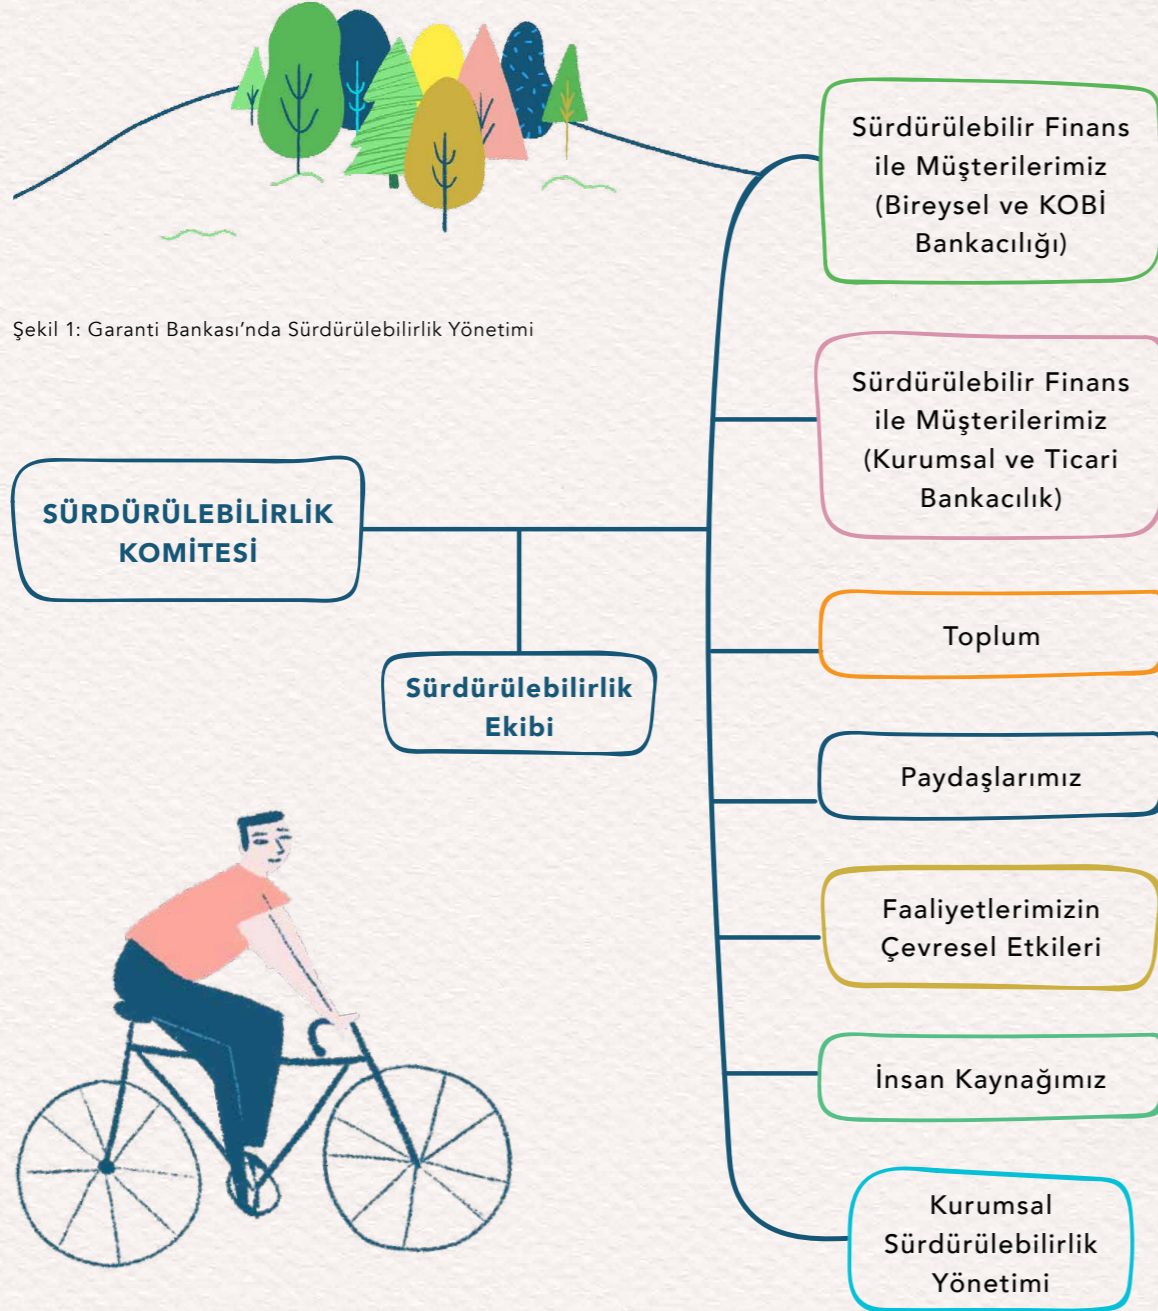 Şekil 1: Garanti Bankası'nda Sürdürülebilirlik Yönetimi
SÜRDÜRÜLEBİLİRLİK
KOMİTESİ
Sürdürülebilirlik
Ekibi
Sürdürülebilir Finans
ile Müşterilerimiz
(Bireysel ve KOBİ
Bankacılığı)
Sürdürülebilir Finans
ile Müşterilerimiz
(Kurumsal ve Ticari
Bankacılık)
Toplum
Paydaşlarımız
Faaliyetlerimizin
Çevresel Etkileri
İnsan Kaynağımız
Kurumsal
Sürdürülebilirlik
Yönetimi